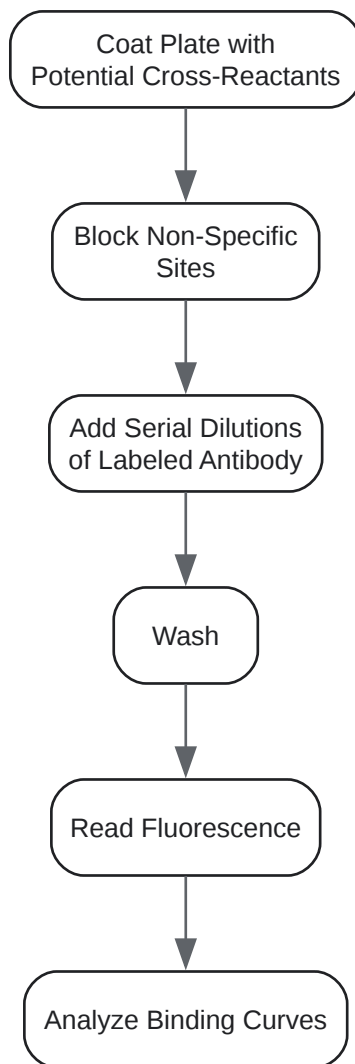 Coat Plate with
Potential Cross-Reactants
Block Non-Specific
Sites
Add Serial Dilutions
of Labeled Antibody
Wash
Read Fluorescence
Analyze Binding Curves